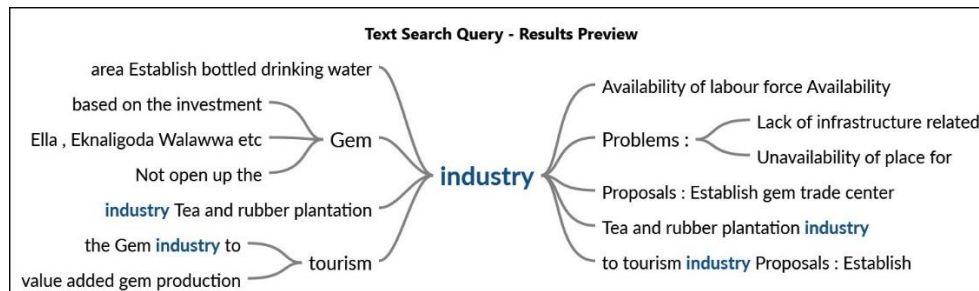 Text Search Query - Results Preview
area Establish bottled drinking water
based on the investment
Ella , Eknaligoda Walawwa etc
Not open up the
Gem
industry Tea and rubber plantation
the Gem industry to
value added gem production
tourism
industry
Availability of labour force Availability
Problems :
Lack of infrastructure related
Unavailability of place for
Proposals : Establish gem trade center
Tea and rubber plantation industry
to tourism industry Proposals : Establish